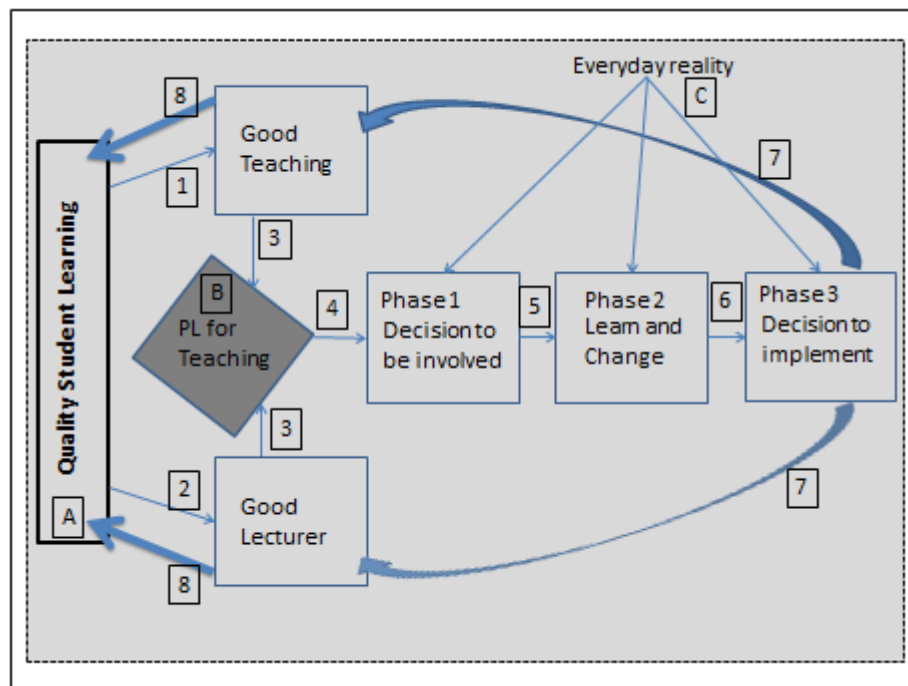 Everyday reality
C
8
Good
Teaching
1
7
3
B
PL for
Teaching
4
Phase 1
Decision to
be involved
5
Phase 2
Learn and
Change
6
Phase 3
Decision to
implement
Quality Student Learning
A
3
2
Good
Lecturer
7
8